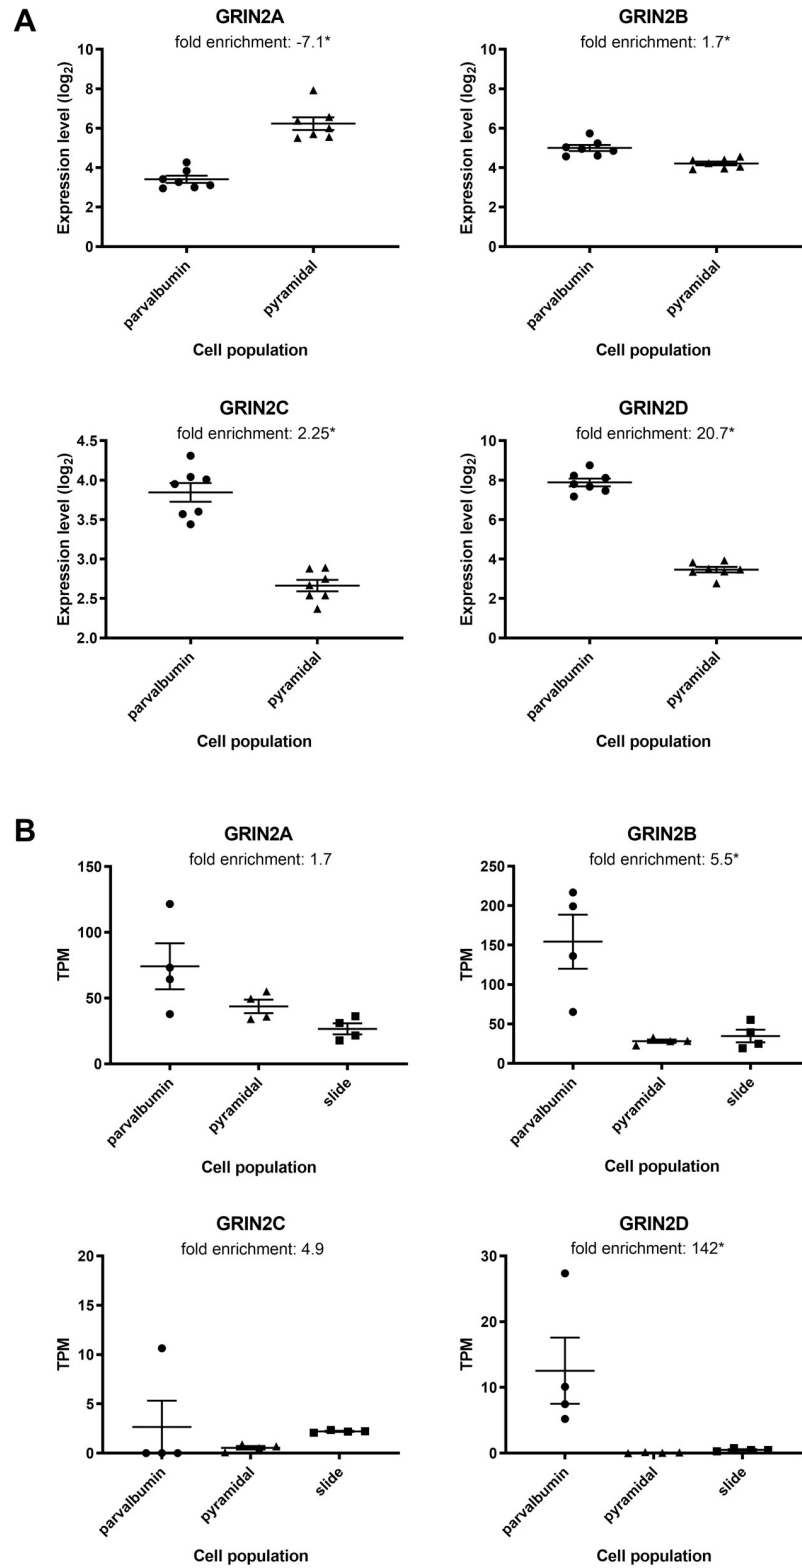 A
GRIN2A
fold enrichment: -7.1*
Expression level (log2)
10
8
6
4
2
0
parvalbumin
pyramidal
Cell population
GRIN2B
fold enrichment: 1.7*
Expression level (log2)
10
8
6
4
2
0
parvalbumin
pyramidal
Cell population
GRIN2C
fold enrichment: 2.25*
Expression level (log2)
4.5
4.0
3.5
3.0
2.5
2.0
parvalbumin
pyramidal
Cell population
GRIN2D
fold enrichment: 20.7*
Expression level (log2)
10
8
6
4
2
0
parvalbumin
pyramidal
Cell population
B
GRIN2A
fold enrichment: 1.7
TPM
150
100
50
0
parvalbumin
pyramidal
slide
Cell population
GRIN2B
fold enrichment: 5.5*
TPM
250
200
150
100
50
0
parvalbumin
pyramidal
slide
Cell population
GRIN2C
fold enrichment: 4.9
TPM
20
15
10
5
0
parvalbumin
pyramidal
slide
Cell population
GRIN2D
fold enrichment: 142*
TPM
30
20
10
0
parvalbumin
pyramidal
slide
Cell population